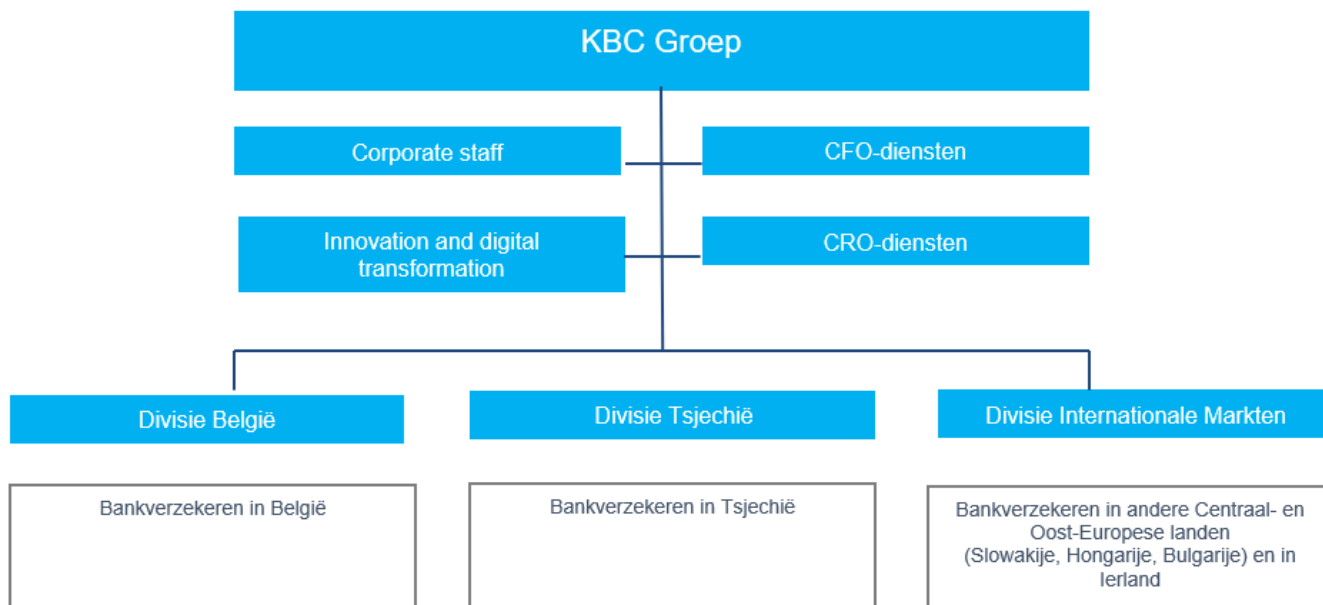 KBC Groep
Corporate staff
CFO-diensten
Innovation and digital
transformation
CRO-diensten
Divisie België
Divisie Tsjechië
Divisie Internationale Markten
Bankverzekeren in België
Bankverzekeren in Tsjechië
Bankverzekeren in andere Centraal- en
Oost-Europese landen
(Slowakije, Hongarije, Bulgarije) en in
Ierland